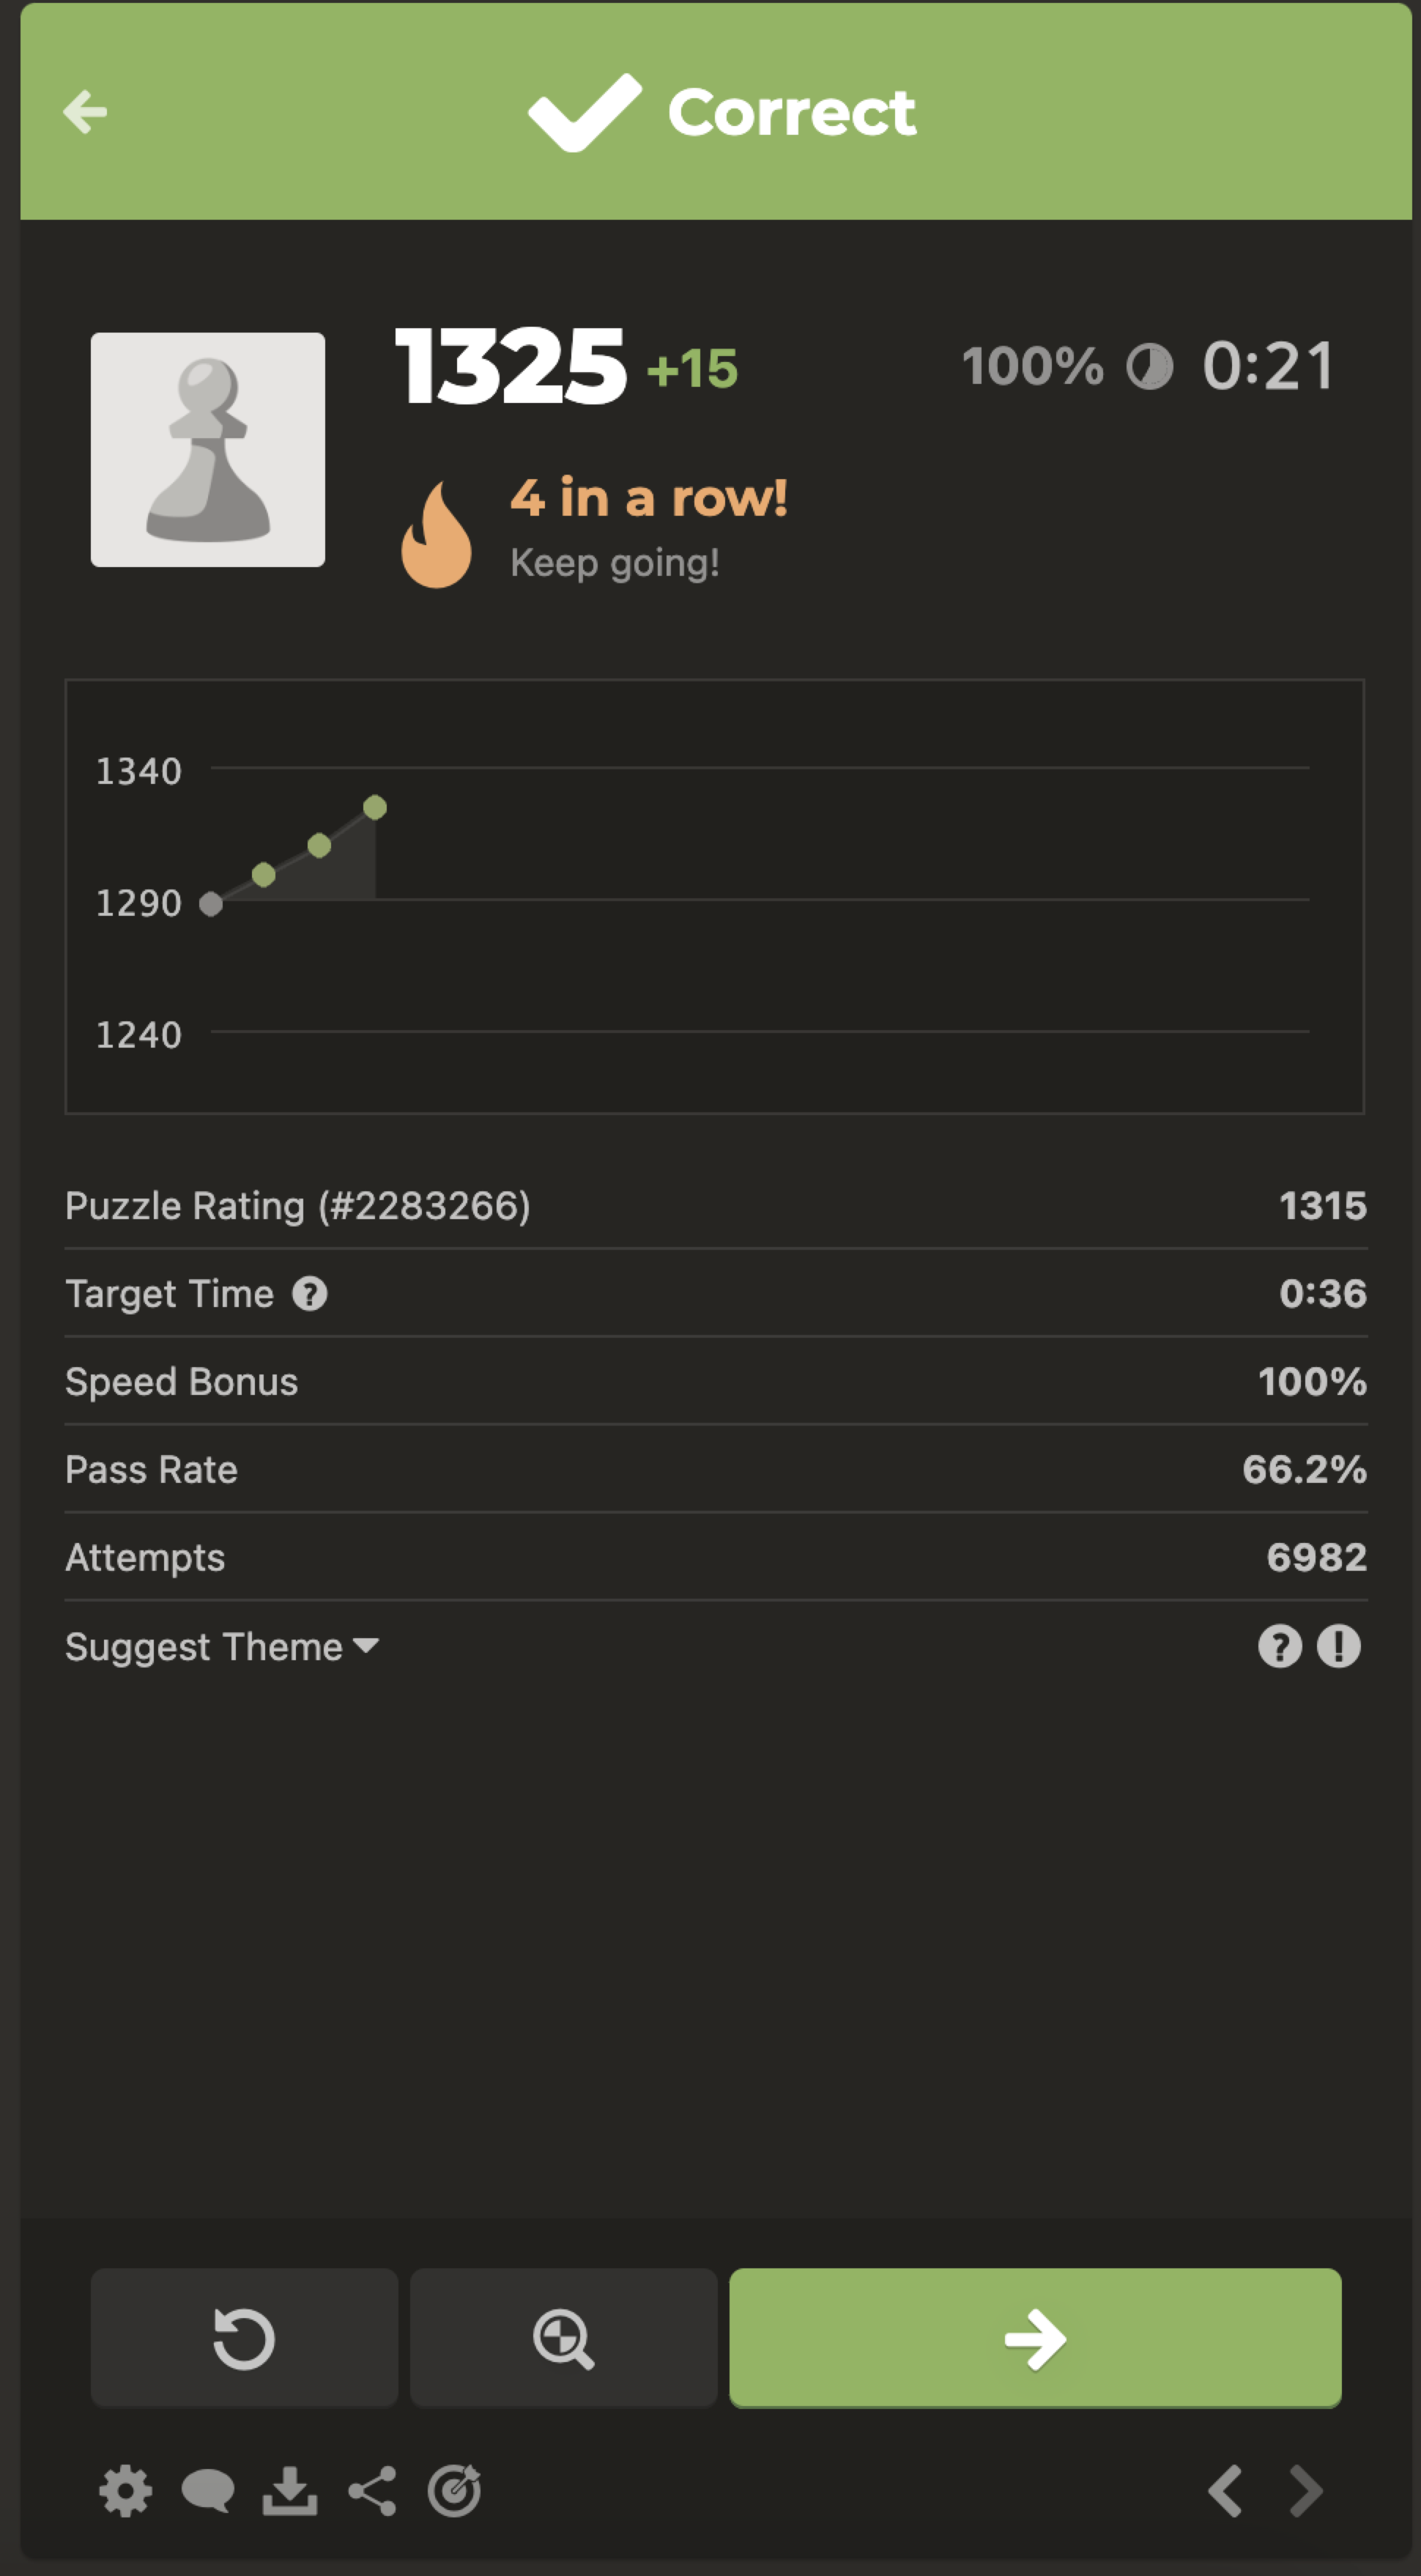 Correct
1325 +15 100% 0:21
4 in a row!
Keep going!
1340
1290
1240
Puzzle Rating (#2283266) 1315
Target Time ? 0:36
Speed Bonus 100%
Pass Rate 66.2%
Attempts 6982
Suggest Theme ? !